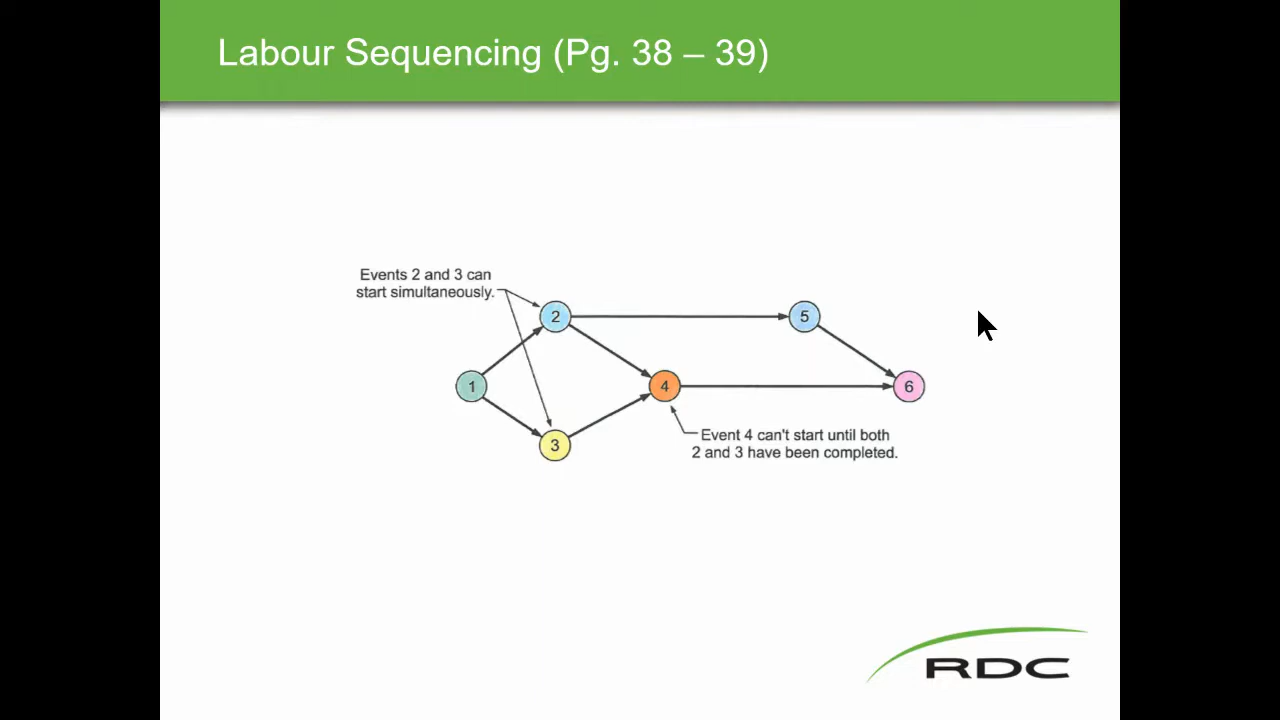 Labour Sequencing (Pg. 38 – 39)
Events 2 and 3 can
start simultaneously.
2
5
1
4
6
3
Event 4 can't start until both
2 and 3 have been completed.
RDC